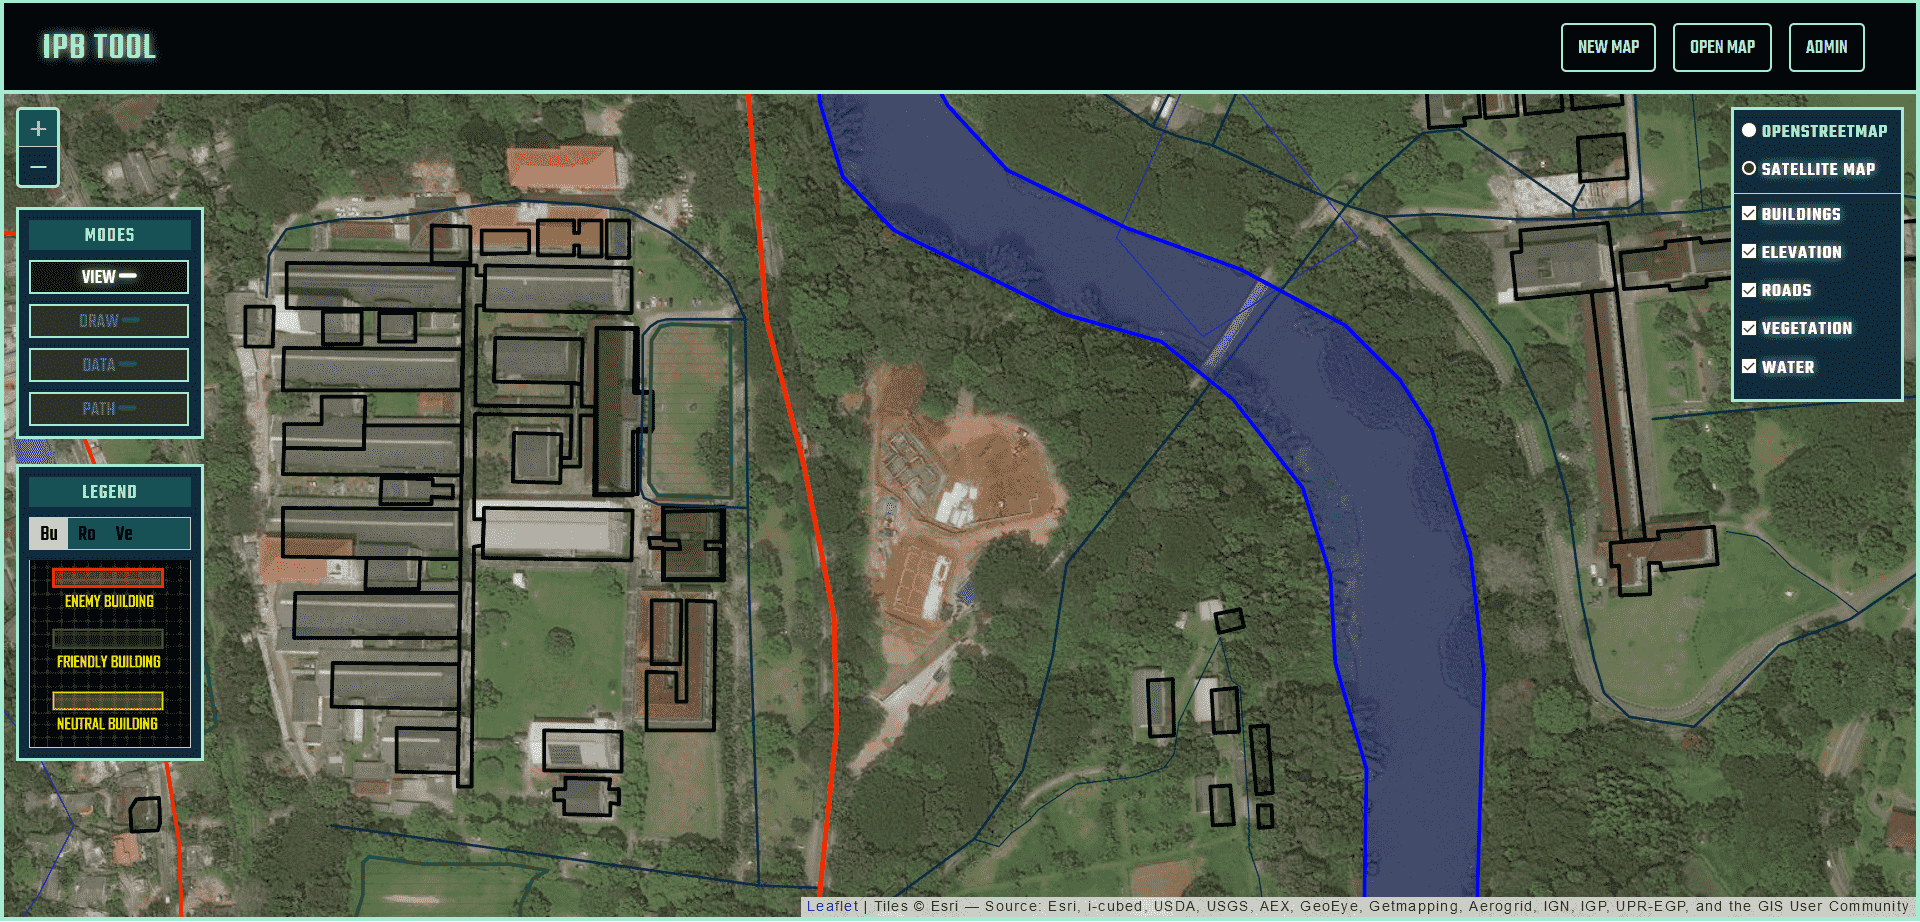 IPB TOOL
NEW MAP
OPEN MAP
ADMIN
+
−
MODES
VIEW
DRAW
DATA
PATH
LEGEND
Bu Ro Ve
ENEMY BUILDING
FRIENDLY BUILDING
NEUTRAL BUILDING
OPENSTREETMAP
SATELLITE MAP
BUILDINGS
ELEVATION
ROADS
VEGETATION
WATER
Leaflet | Tiles © Esri — Source: Esri, i-cubed, USDA, USGS, AEX, GeoEye, Getmapping, Aerogrid, IGN, IGP, UPR-EGP, and the GIS User Community